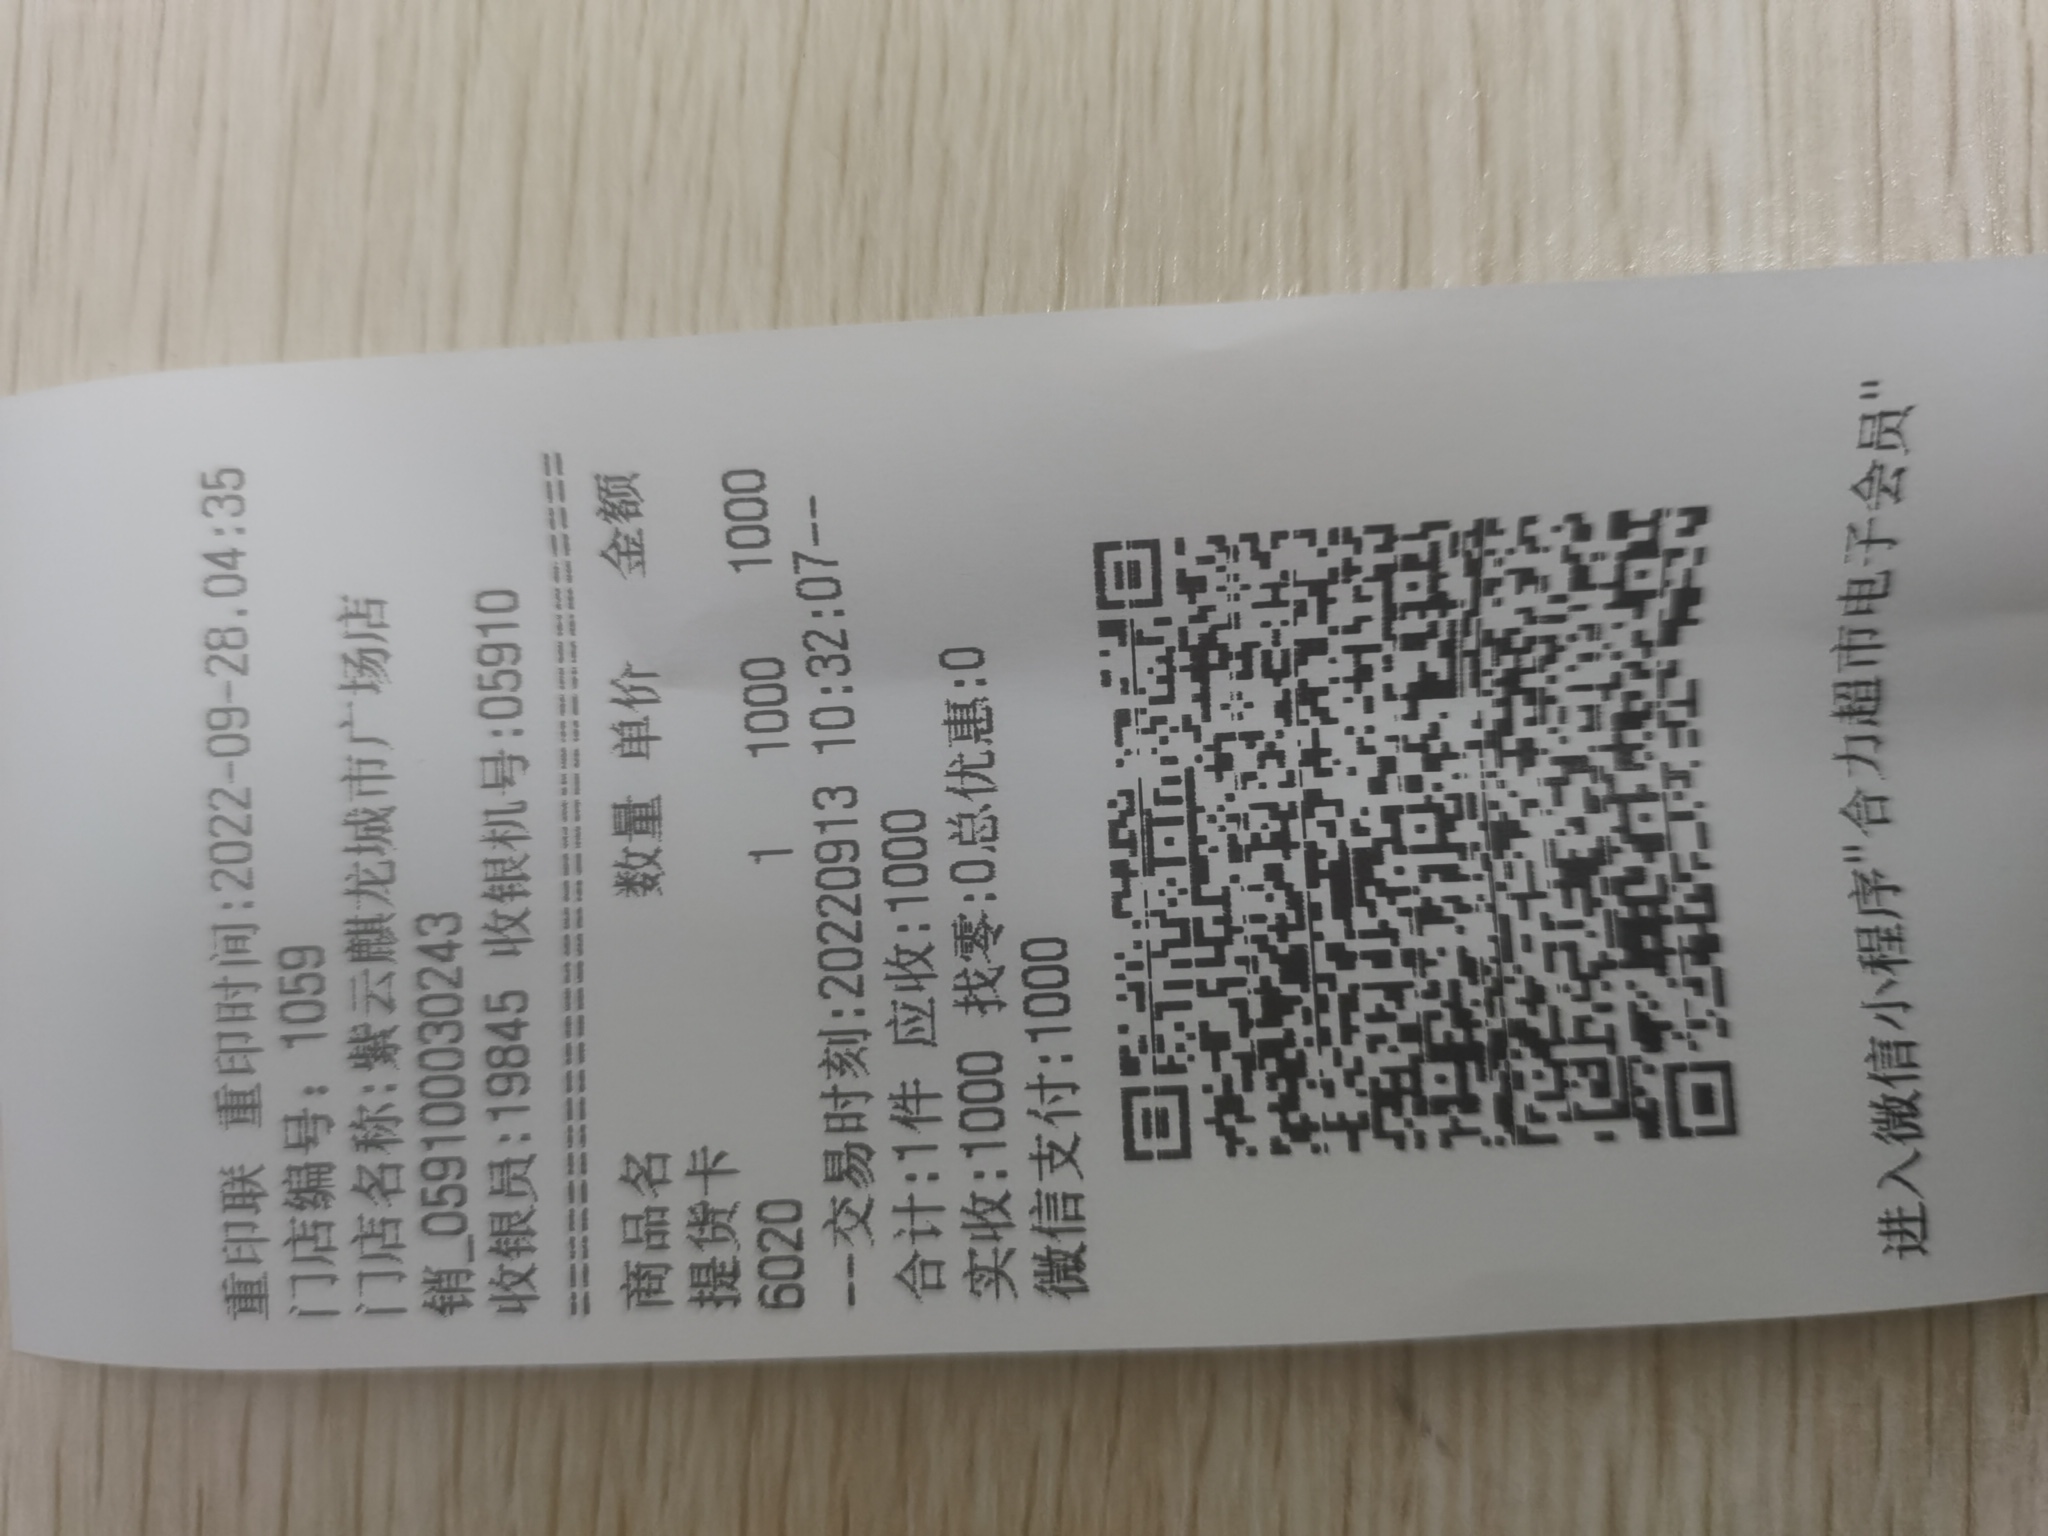 重印联 重印时间:2022-09-28.04:35
门店编号: 1059
门店名称:紫云麒龙城市广场店
销_059100030243
收银员:19845 收银机号:05910
商品名 数量 单价 金额
提货卡
6020 1 1000 1000
---交易时刻:20220913 10:32:07--
合计:1件 应收:1000
实收:1000 找零:0总优惠:0
微信支付:1000
进入微信小程序"合力超市电子会员"